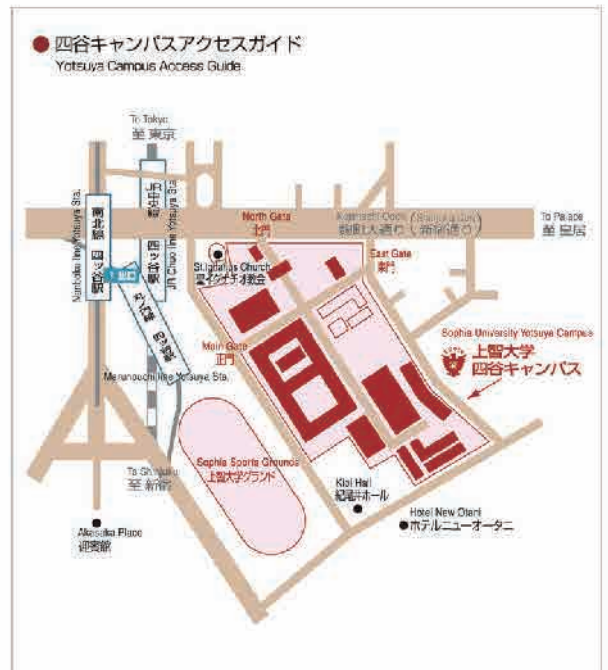 四谷キャンパスアクセスガイド
Yotsuya Campus Access Guide
To Tokyo
至 東京
Nanboku line Yotsuya Sta.
南北線 四ッ谷駅
JR Chuo line Yotsuya Sta.
四ッ谷駅
Marunouchi line Yotsuya Sta.
North Gate
北門
To Palace
至 皇居
St.Ignatius Church
聖イグナチオ教会
East Gate
東門
Main Gate
正門
Sophia University Yotsuya Campus
上智大学
四谷キャンパス
Sophia Sports Grounds
上智大学グランド
To Shinjuku
至 新宿
Kioi Hall
紀尾井ホール
Hotel New Otani
ホテルニューオータニ
Akasaka Palace
迎賓館